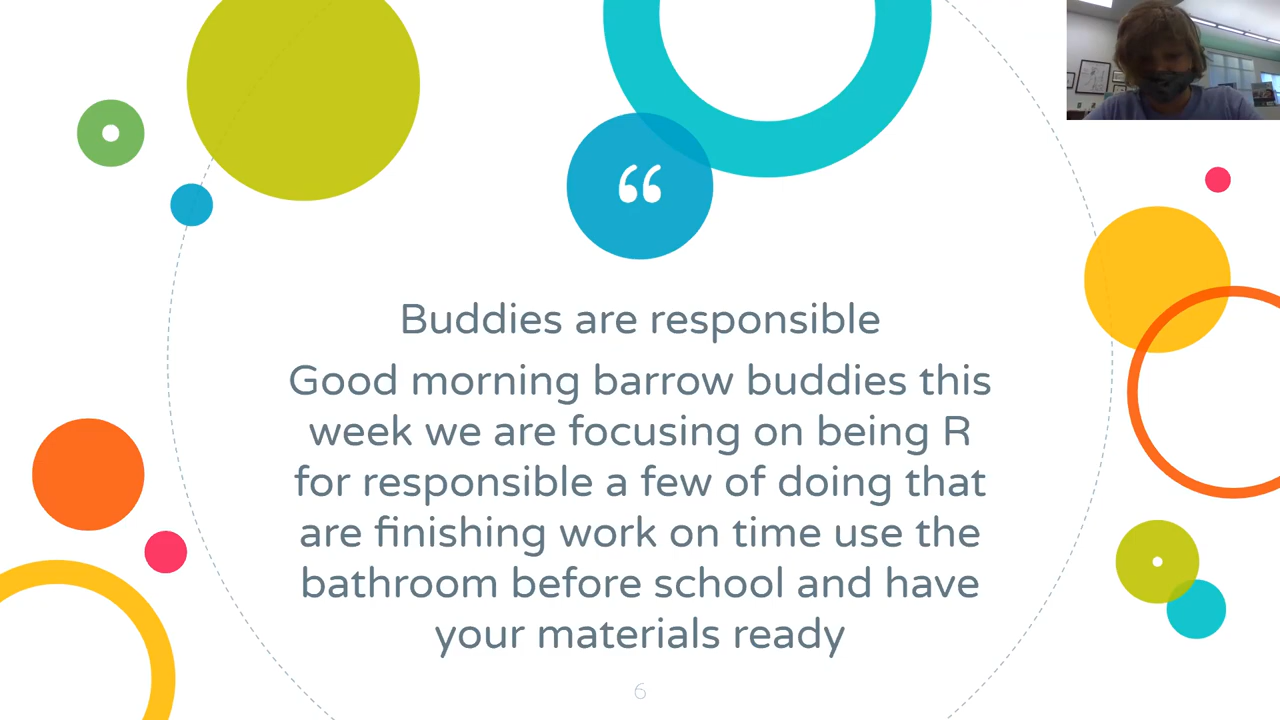 “
Buddies are responsible
Good morning barrow buddies this
week we are focusing on being R
for responsible a few of doing that
are finishing work on time use the
bathroom before school and have
your materials ready
6